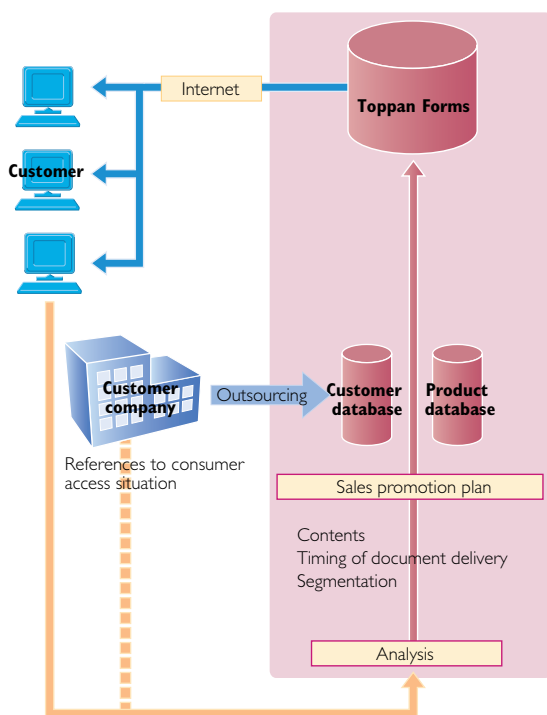 Internet
Toppan Forms
Customer
Customer
company
Outsourcing
Customer
database
Product
database
References to consumer
access situation
Sales promotion plan
Contents
Timing of document delivery
Segmentation
Analysis